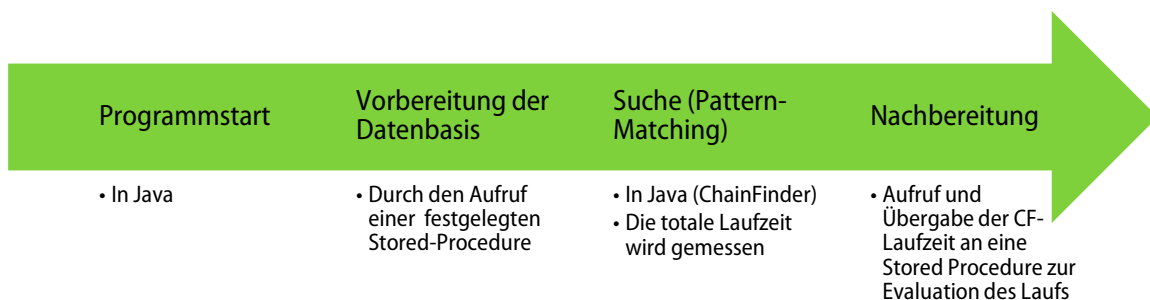 Programmstart
Vorbereitung der
Datenbasis
Suche (Pattern-
Matching)
Nachbereitung
• In Java
• Durch den Aufruf
einer festgelegten
Stored-Procedure
• In Java (ChainFinder)
• Die totale Laufzeit
wird gemessen
• Aufruf und
Übergabe der CF-
Laufzeit an eine
Stored Procedure zur
Evaluation des Laufs